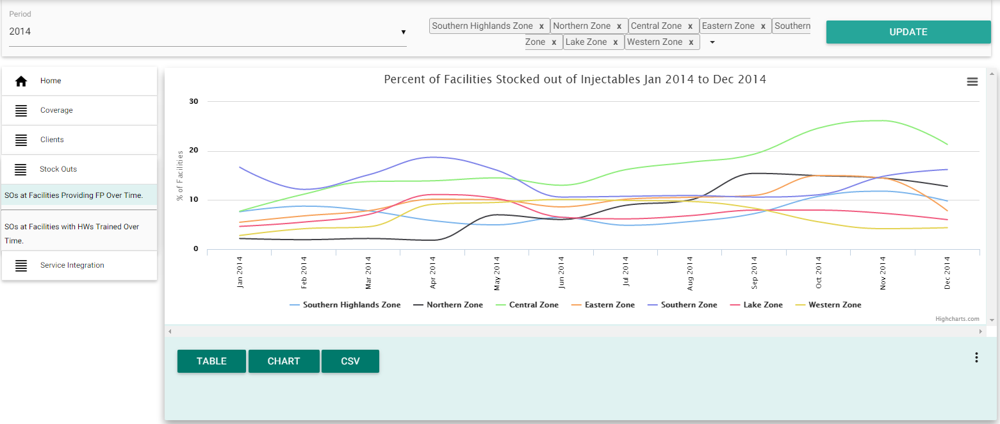 Period
2014
Southern Highlands Zone x Northern Zone x Central Zone x Eastern Zone x Southern
Zone x Lake Zone x Western Zone x
UPDATE
Home
Coverage
Clients
Stock Outs
SOs at Facilities Providing FP Over Time.
SOs at Facilities with HWs Trained Over
Time.
Service Integration
Percent of Facilities Stocked out of Injectables Jan 2014 to Dec 2014
% of Facilities
30
20
10
0
Jan 2014
Feb 2014
Mar 2014
Apr 2014
May 2014
Jun 2014
Jul 2014
Aug 2014
Sep 2014
Oct 2014
Nov 2014
Dec 2014
Southern Highlands Zone Northern Zone Central Zone Eastern Zone Southern Zone Lake Zone Western Zone
Highcharts.com
TABLE CHART CSV